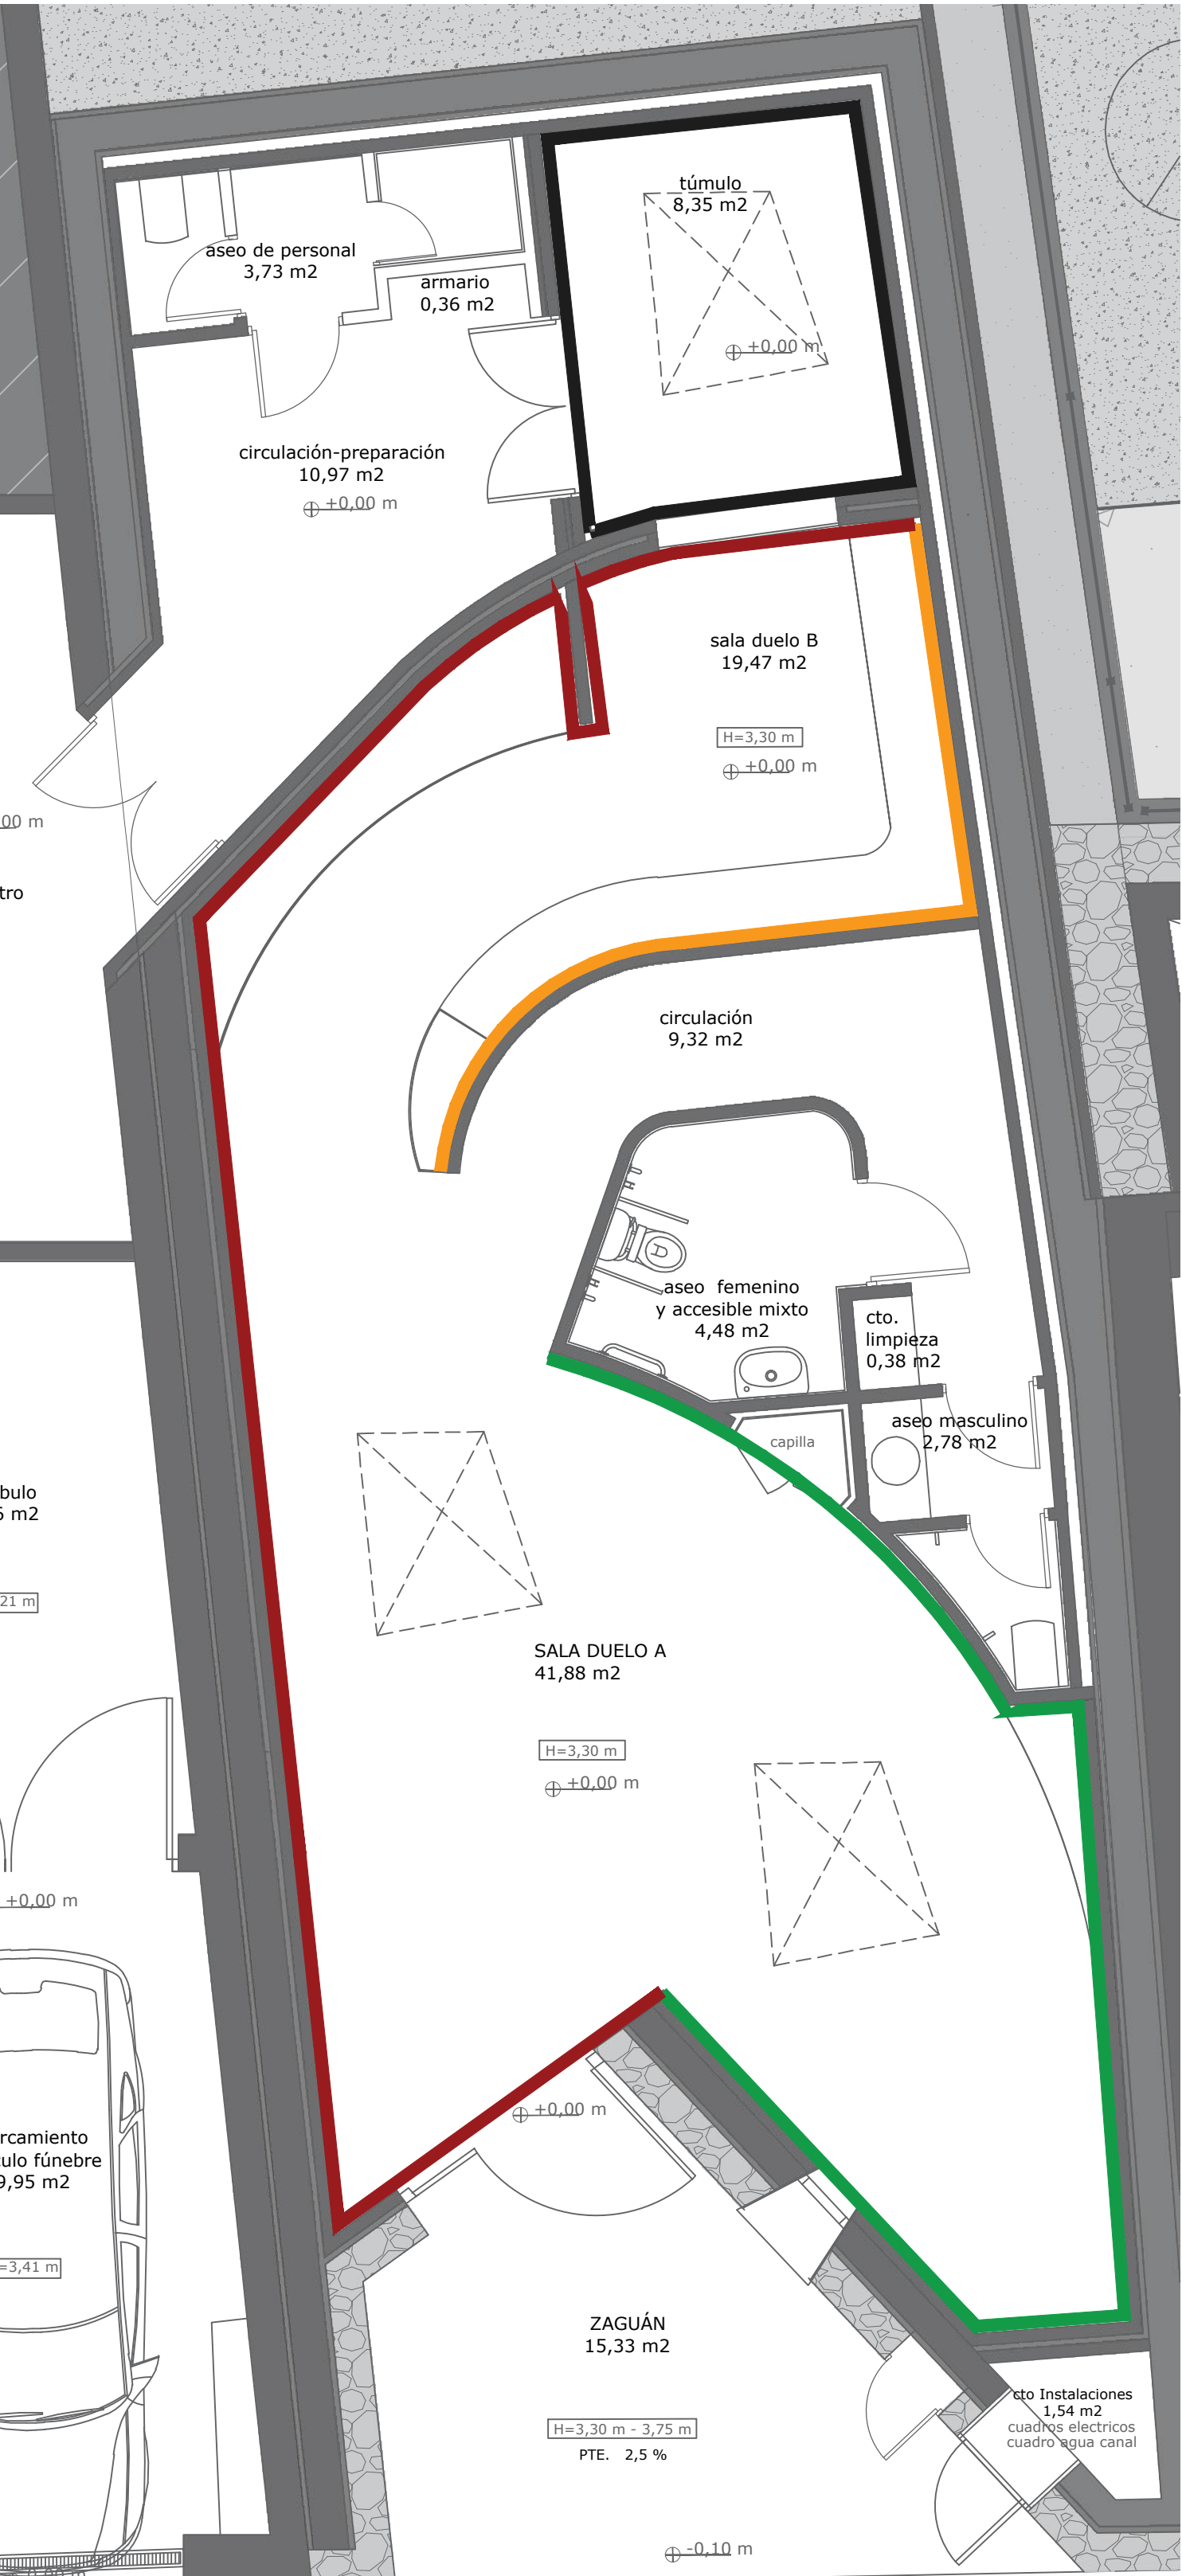 túmulo
8,35 m2
aseo de personal
3,73 m2
armario
0,36 m2
+0,00 m
circulación-preparación
10,97 m2
+0,00 m
sala duelo B
19,47 m2
H=3,30 m
+0,00 m
00 m
tro
circulación
9,32 m2
aseo femenino
y accesible mixto
4,48 m2
cto.
limpieza
0,38 m2
aseo masculino
2,78 m2
capilla
bulo
m2
21 m
SALA DUELO A
41,88 m2
H=3,30 m
+0,00 m
+0,00 m
+0,00 m
rcamiento
culo fúnebre
9,95 m2
=3,41 m
ZAGUÁN
15,33 m2
H=3,30 m - 3,75 m
PTE. 2,5 %
cto Instalaciones
1,54 m2
cuadros electricos
cuadro agua canal
-0,10 m